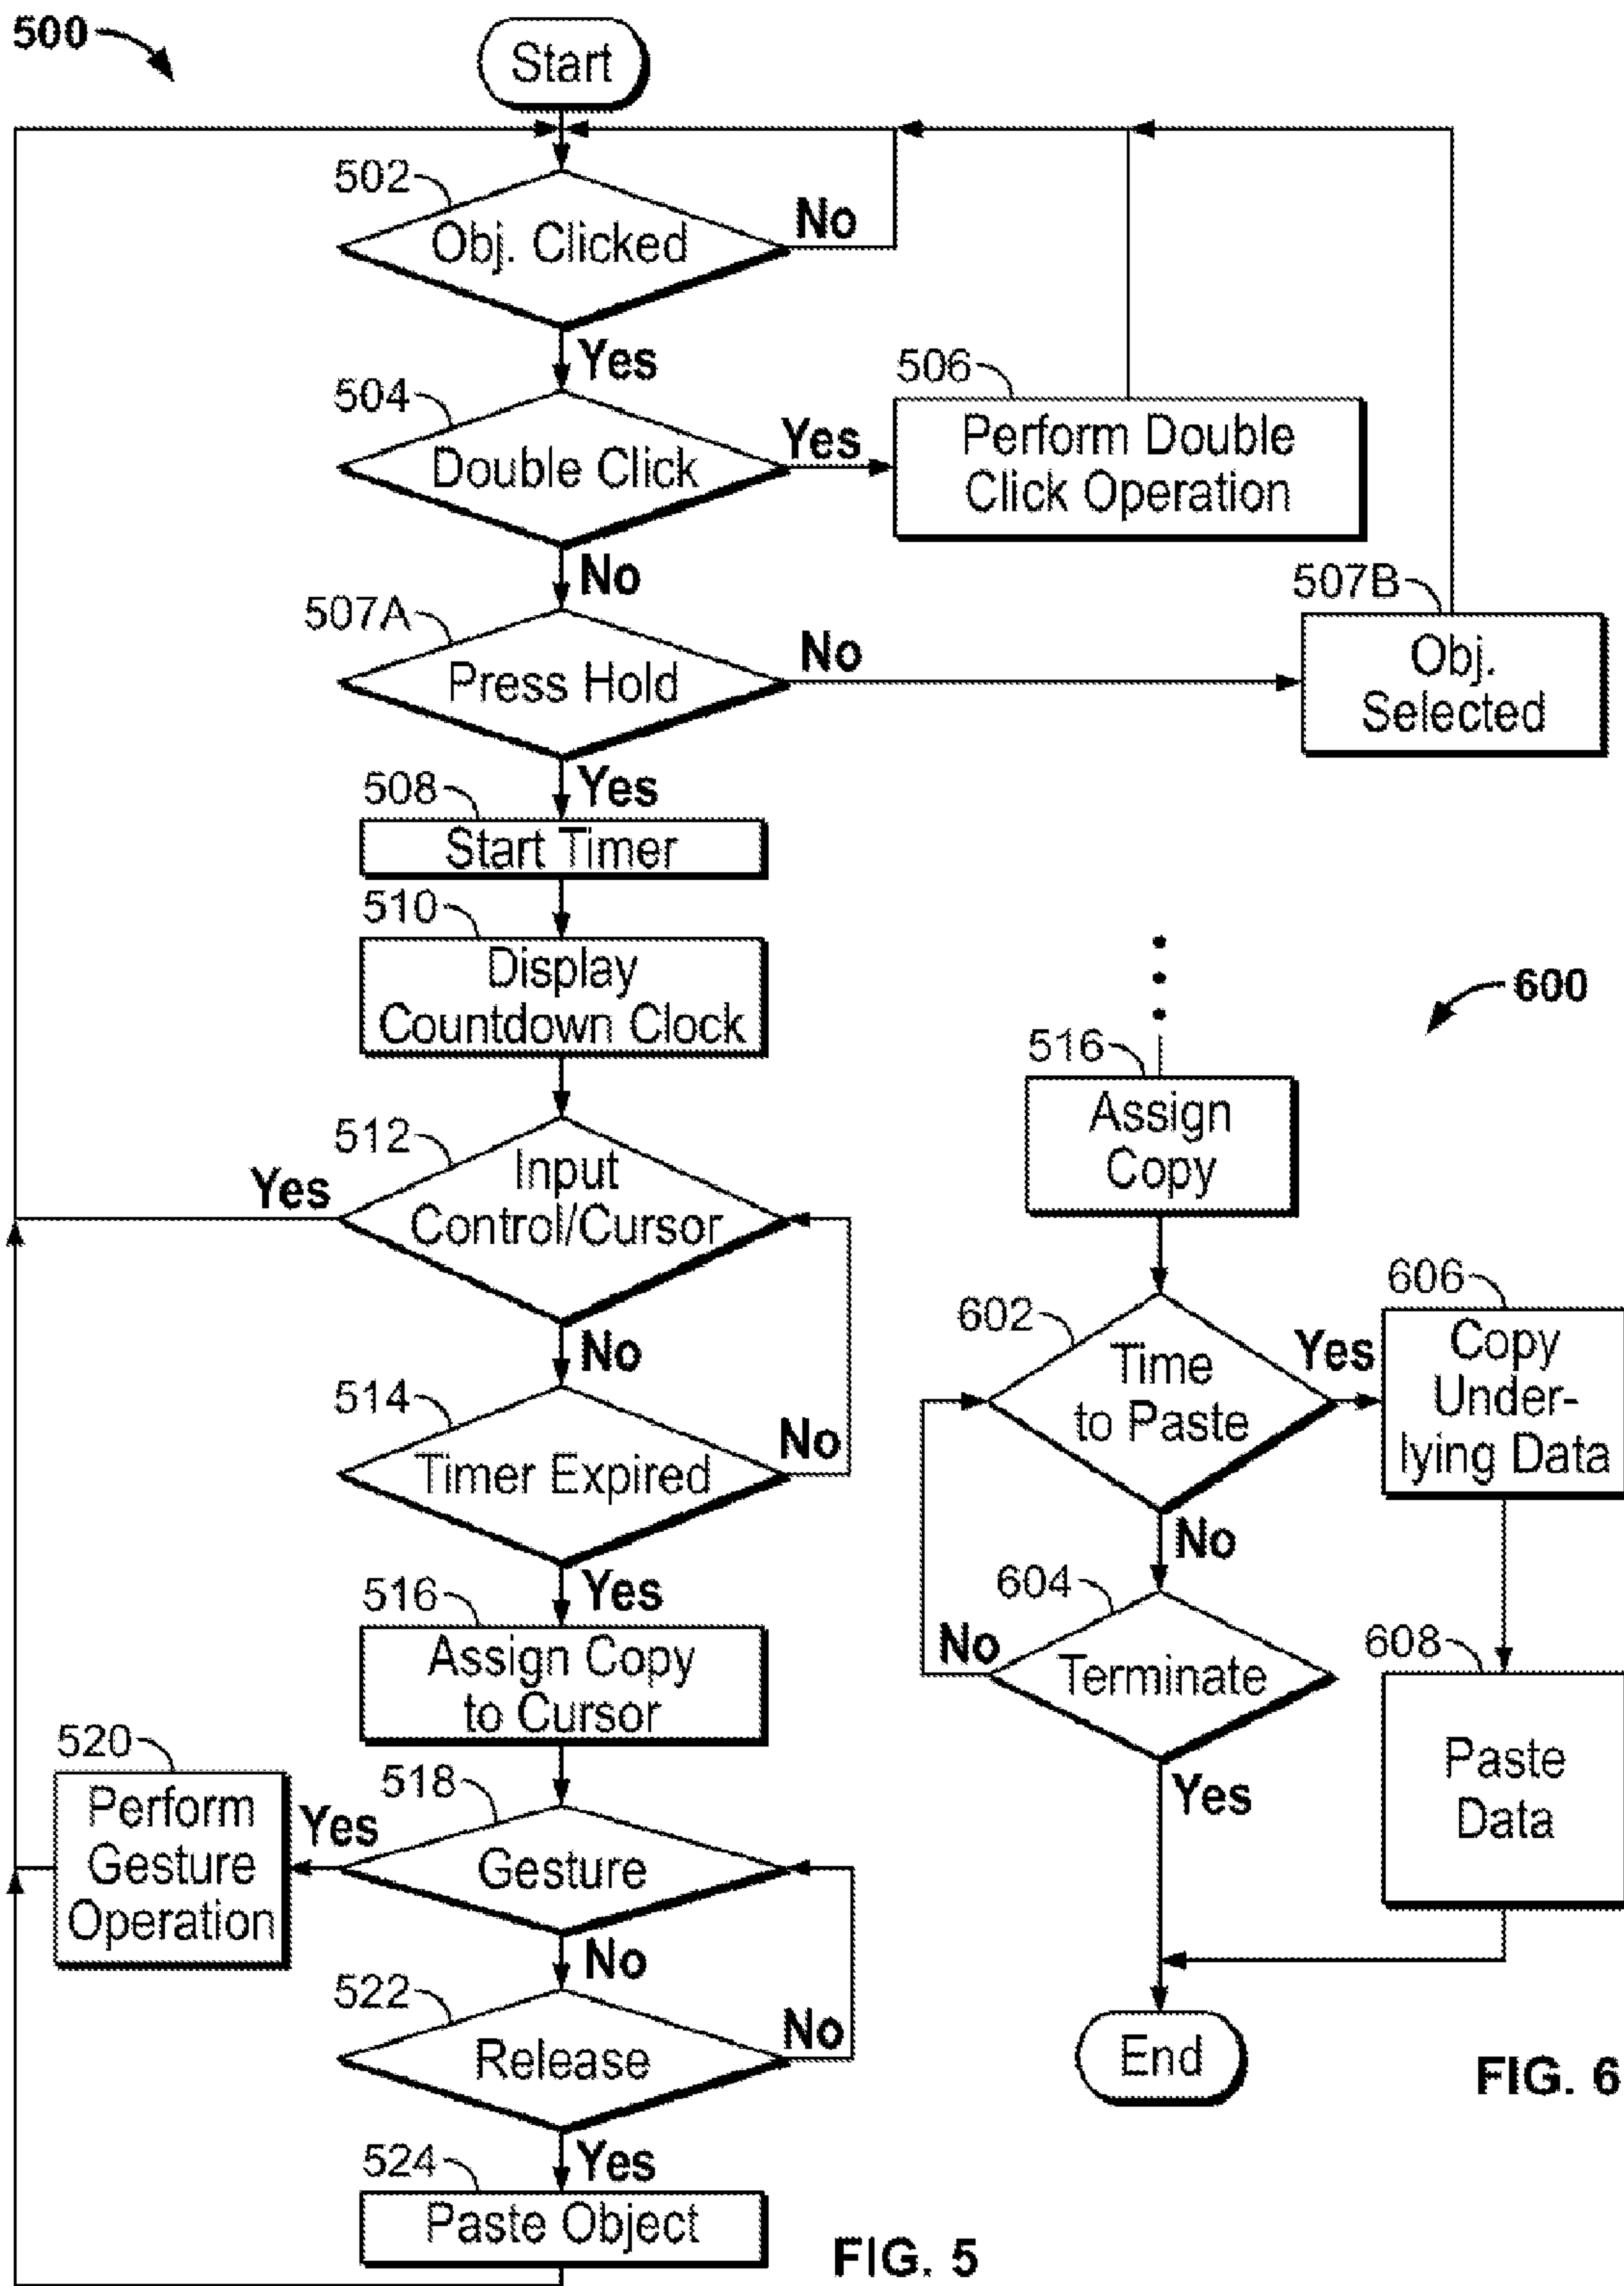 500
Start
502
Obj. Clicked
No
Yes
504
Double Click
Yes
506
Perform Double
Click Operation
No
507A
Press Hold
No
507B
Obj.
Selected
Yes
508
Start Timer
510
Display
Countdown Clock
512
Input
Control/Cursor
Yes
No
514
Timer Expired
No
Yes
516
Assign Copy
to Cursor
518
Gesture
Yes
520
Perform
Gesture
Operation
No
522
Release
No
Yes
524
Paste Object
FIG. 5
600
516
Assign
Copy
602
Time
to Paste
Yes
606
Copy
Under-
lying Data
No
604
Terminate
No
Yes
608
Paste
Data
End
FIG. 6